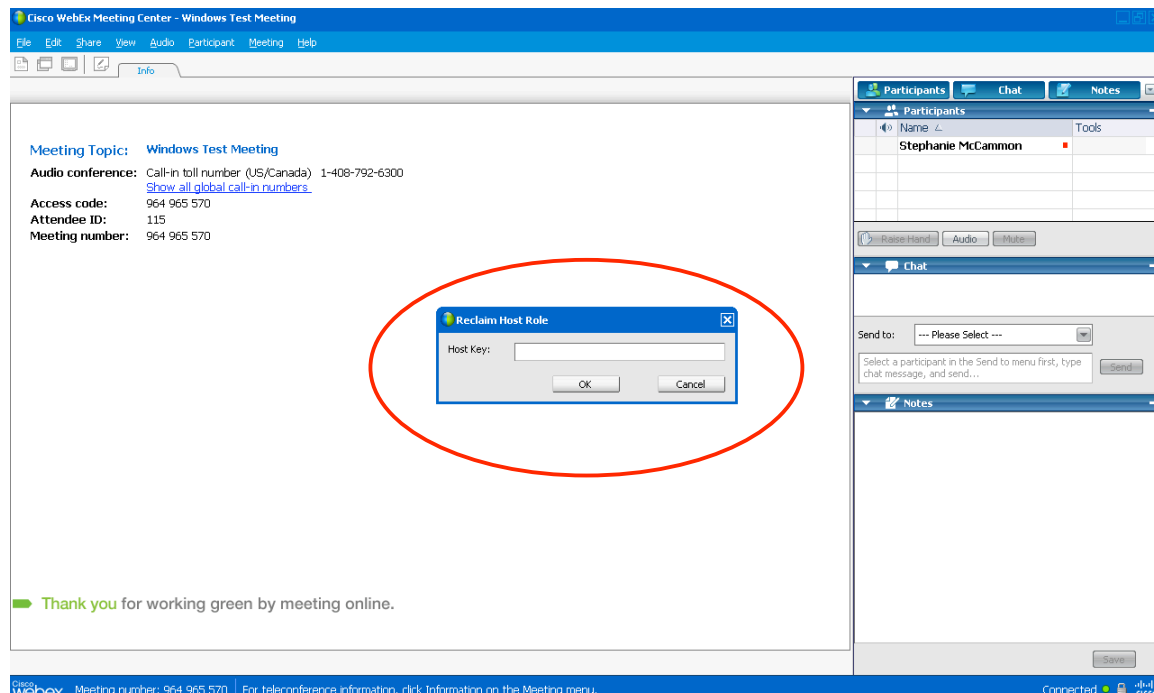 Cisco WebEx Meeting Center - Windows Test Meeting
File Edit Share View Audio Participant Meeting Help
Info
Participants Chat Notes
Participants
Name Tools
Stephanie McCammon
Meeting Topic: Windows Test Meeting
Audio conference: Call-in toll number (US/Canada) 1-408-792-6300
Show all global call-in numbers
Access code: 964 965 570
Attendee ID: 115
Meeting number: 964 965 570
Raise Hand Audio Mute
Chat
Reclaim Host Role
Host Key:
OK Cancel
Send to: --- Please Select ---
Select a participant in the Send to menu first, type
chat message, and send...
Send
Notes
Thank you for working green by meeting online.
Save
Cisco
webex Meeting number: 964 965 570 For teleconference information, click Information on the Meeting menu. Connected